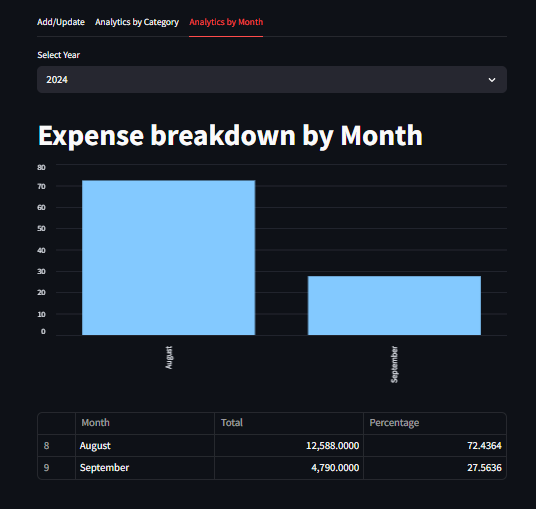 Add/Update Analytics by Category Analytics by Month
Select Year
2024
Expense breakdown by Month
80
70
60
50
40
30
20
10
0
August September
Month Total Percentage
8 August 12,588.0000 72.4364
9 September 4,790.0000 27.5636